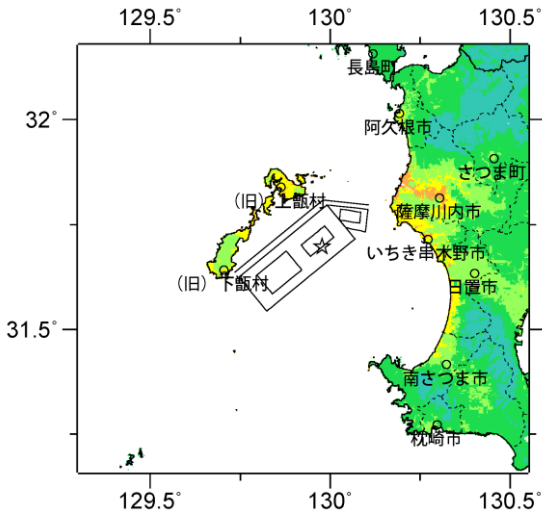 129.5° 130° 130.5°
長島町
32°
阿久根市
さつま町
(旧)上甑村
薩摩川内市
いちき串木野市
(旧)下甑村
日置市
31.5°
南さつま市
枕崎市
129.5° 130° 130.5°